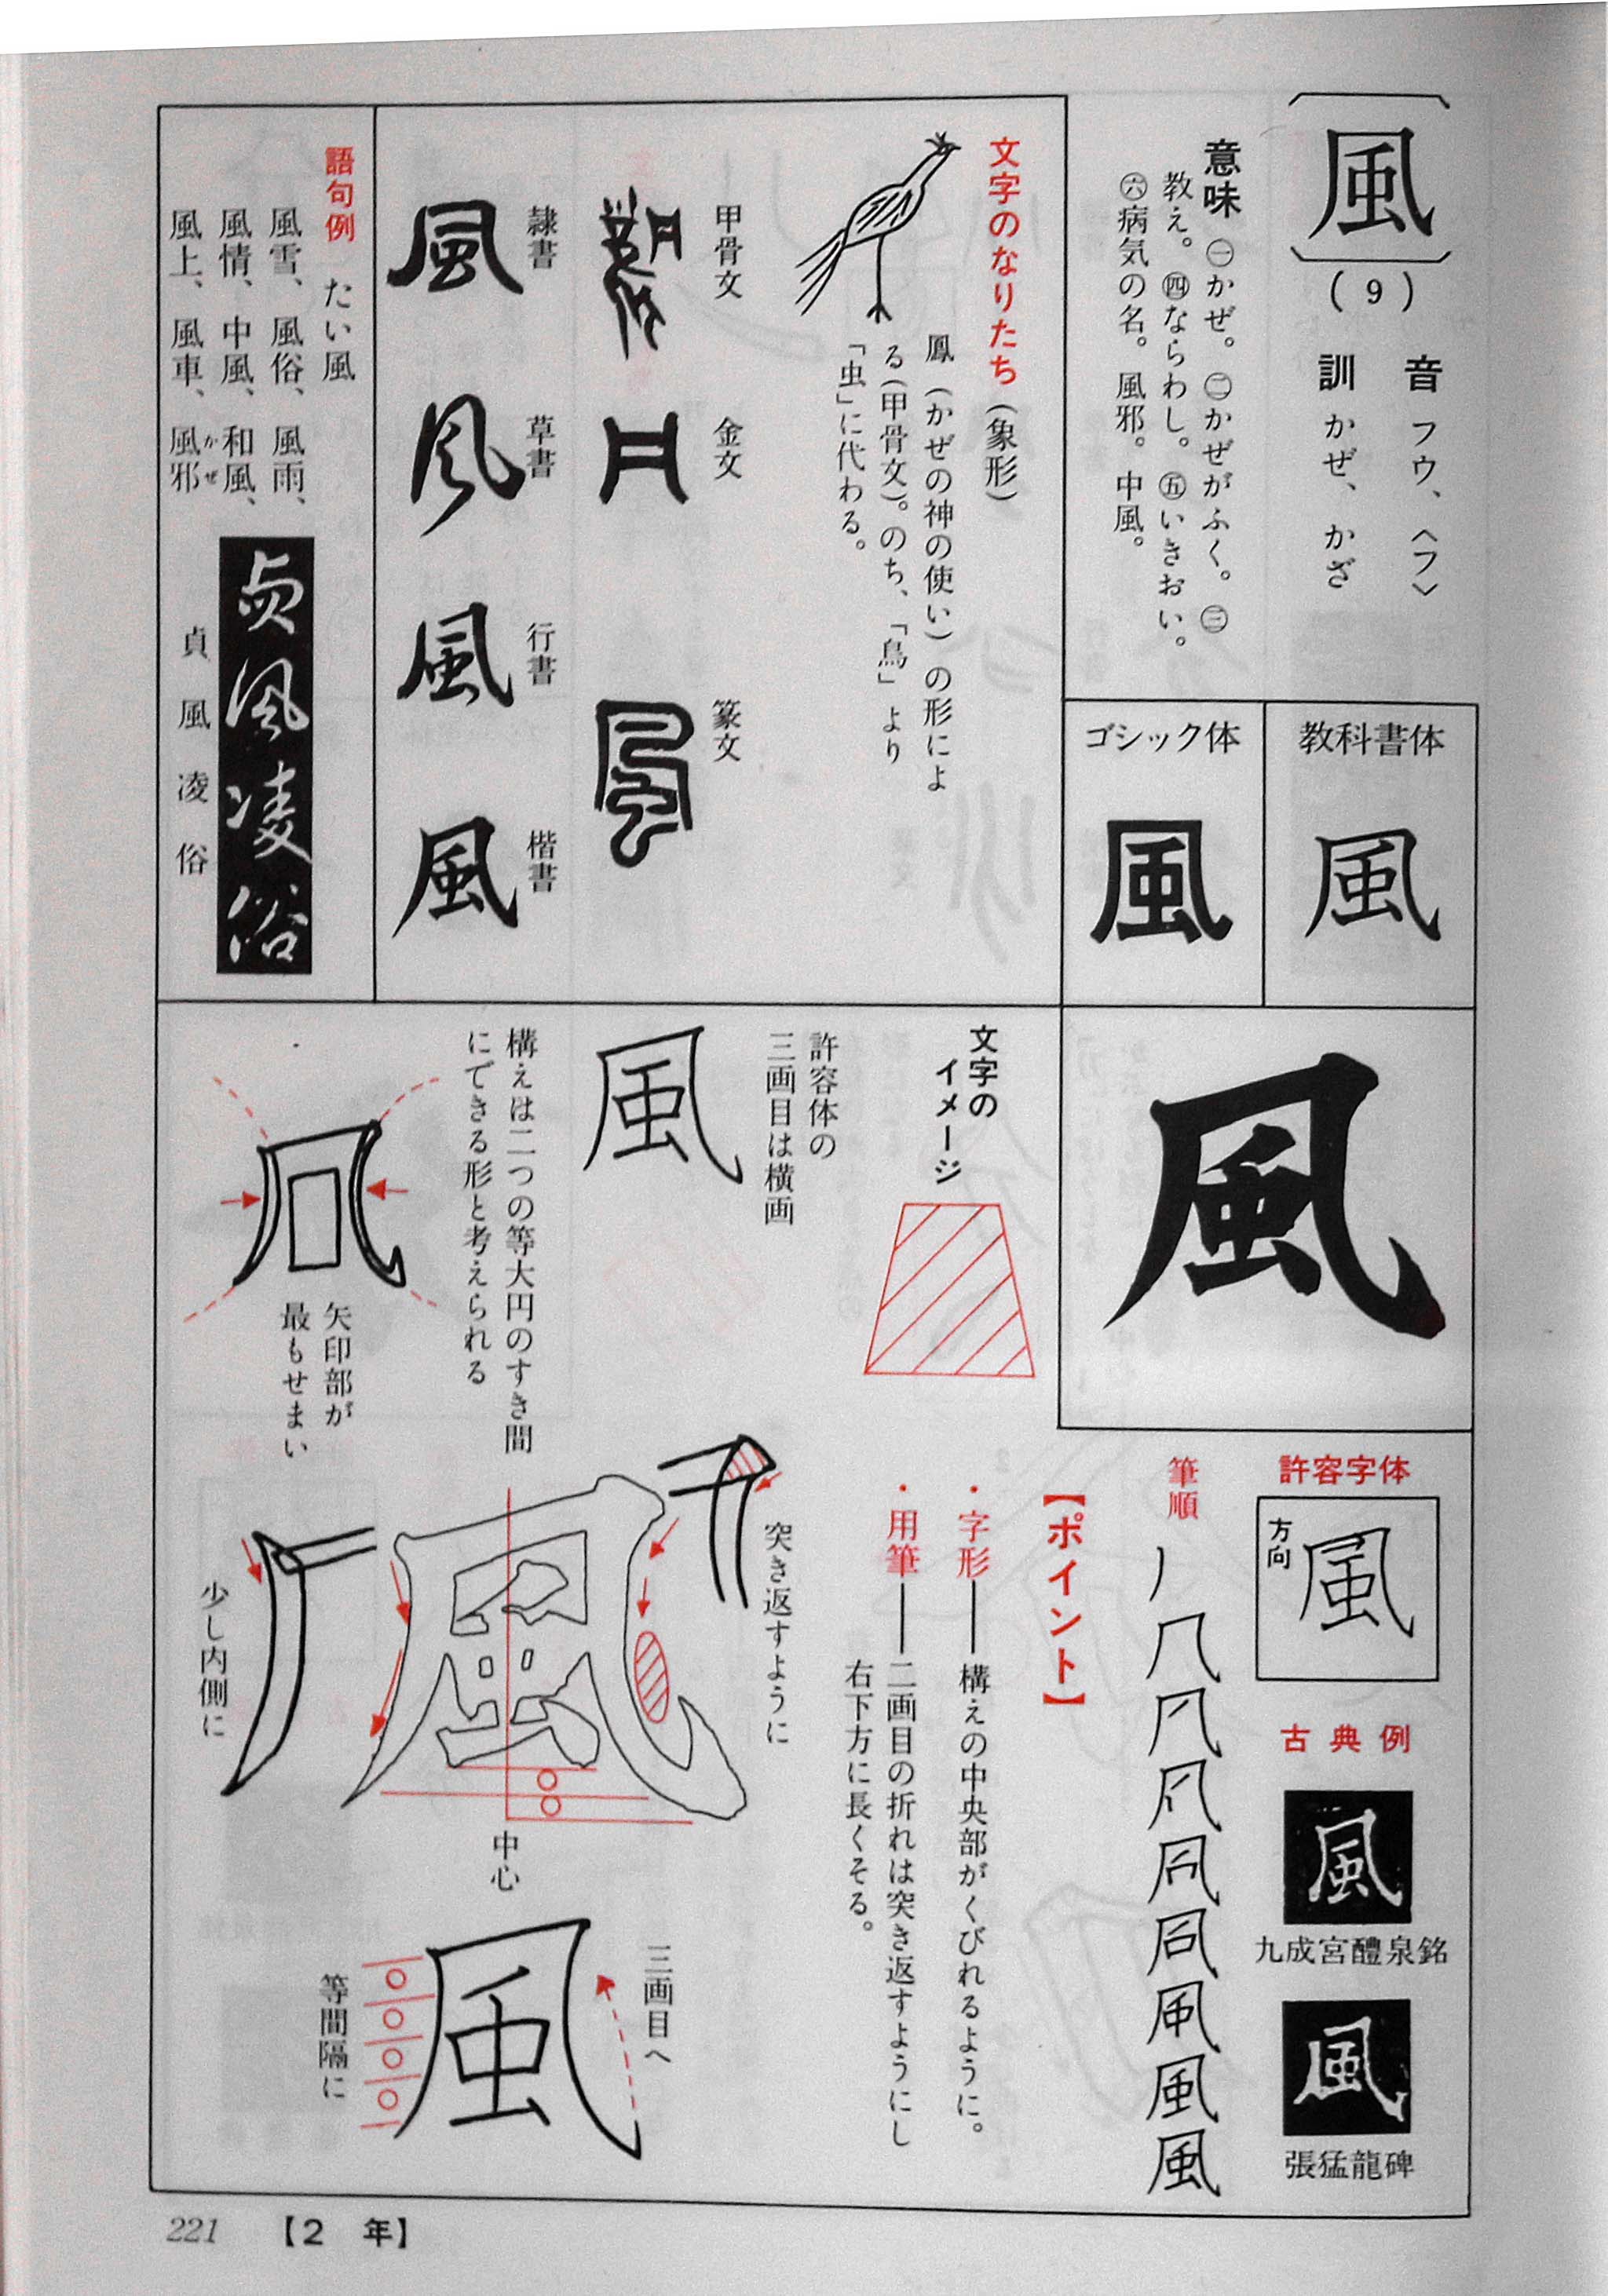 風
(9)
音 フウ、〈フ〉
訓 かぜ、かざ
意味 ㊀かぜ。㊁かぜがふく。㊂
教え。㊃ならわし。㊄いきおい。
㊅病気の名。風邪。中風。
教科書体
風
ゴシック体
風
文字のなりたち(象形)
鳳(かぜの神の使い)の形によ
る(甲骨文)。のち、「鳥」より
「虫」に代わる。
甲骨文
金文
篆文
隷書
風
草書
風
行書
風
楷書
風
語句例 たい風
風雪、風俗、風雨、
風情、中風、和風、
風上、風車、風邪
かぜ
貞風凌俗
貞風凌俗
風
許容字体
風
方向
古典例
風
九成宮醴泉銘
風
張猛龍碑
筆順
風
【ポイント】
・字形――構えの中央部がくびれるように。
・用筆――二画目の折れは突き返すようにし
右下方に長くそる。
文字の
イメージ
許容体の
三画目は横画
風
構えは二つの等大円のすき間
にできる形と考えられる
矢印部が
最もせまい
突き返すように
少し内側に
風
中心
三画目へ
風
等間隔に
221 【2 年】